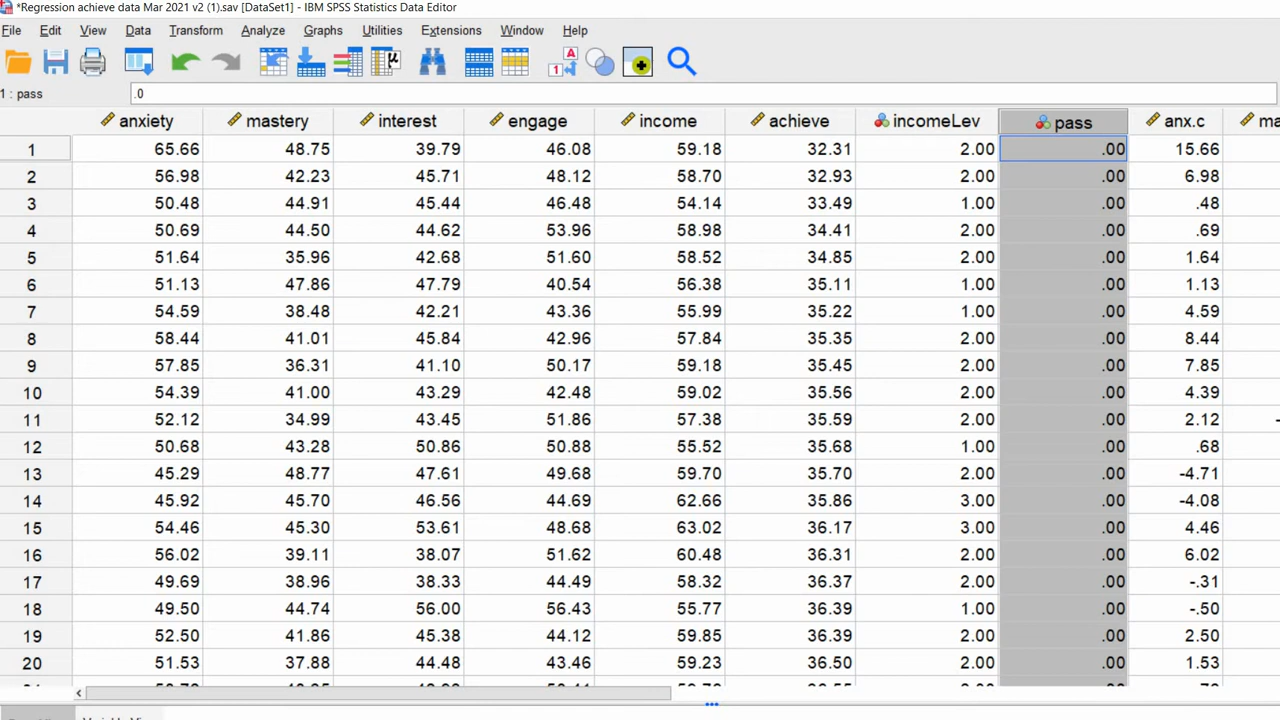 *Regression achieve data Mar 2021 v2 (1).sav [DataSet1] - IBM SPSS Statistics Data Editor
File Edit View Data Transform Analyze Graphs Utilities Extensions Window Help
1 : pass .0
anxiety mastery interest engage income achieve incomeLev pass anx.c ma
1 65.66 48.75 39.79 46.08 59.18 32.31 2.00 .00 15.66
2 56.98 42.23 45.71 48.12 58.70 32.93 2.00 .00 6.98
3 50.48 44.91 45.44 46.48 54.14 33.49 1.00 .00 .48
4 50.69 44.50 44.62 53.96 58.98 34.41 2.00 .00 .69
5 51.64 35.96 42.68 51.60 58.52 34.85 2.00 .00 1.64
6 51.13 47.86 47.79 40.54 56.38 35.11 1.00 .00 1.13
7 54.59 38.48 42.21 43.36 55.99 35.22 1.00 .00 4.59
8 58.44 41.01 45.84 42.96 57.84 35.35 2.00 .00 8.44
9 57.85 36.31 41.10 50.17 59.18 35.45 2.00 .00 7.85
10 54.39 41.00 43.29 42.48 59.02 35.56 2.00 .00 4.39
11 52.12 34.99 43.45 51.86 57.38 35.59 2.00 .00 2.12 -
12 50.68 43.28 50.86 50.88 55.52 35.68 1.00 .00 .68
13 45.29 48.77 47.61 49.68 59.70 35.70 2.00 .00 -4.71
14 45.92 45.70 46.56 44.69 62.66 35.86 3.00 .00 -4.08
15 54.46 45.30 53.61 48.68 63.02 36.17 3.00 .00 4.46
16 56.02 39.11 38.07 51.62 60.48 36.31 2.00 .00 6.02
17 49.69 38.96 38.33 44.49 58.32 36.37 2.00 .00 -.31
18 49.50 44.74 56.00 56.43 55.77 36.39 1.00 .00 -.50
19 52.50 41.86 45.38 44.12 59.85 36.39 2.00 .00 2.50
20 51.53 37.88 44.48 43.46 59.23 36.50 2.00 .00 1.53